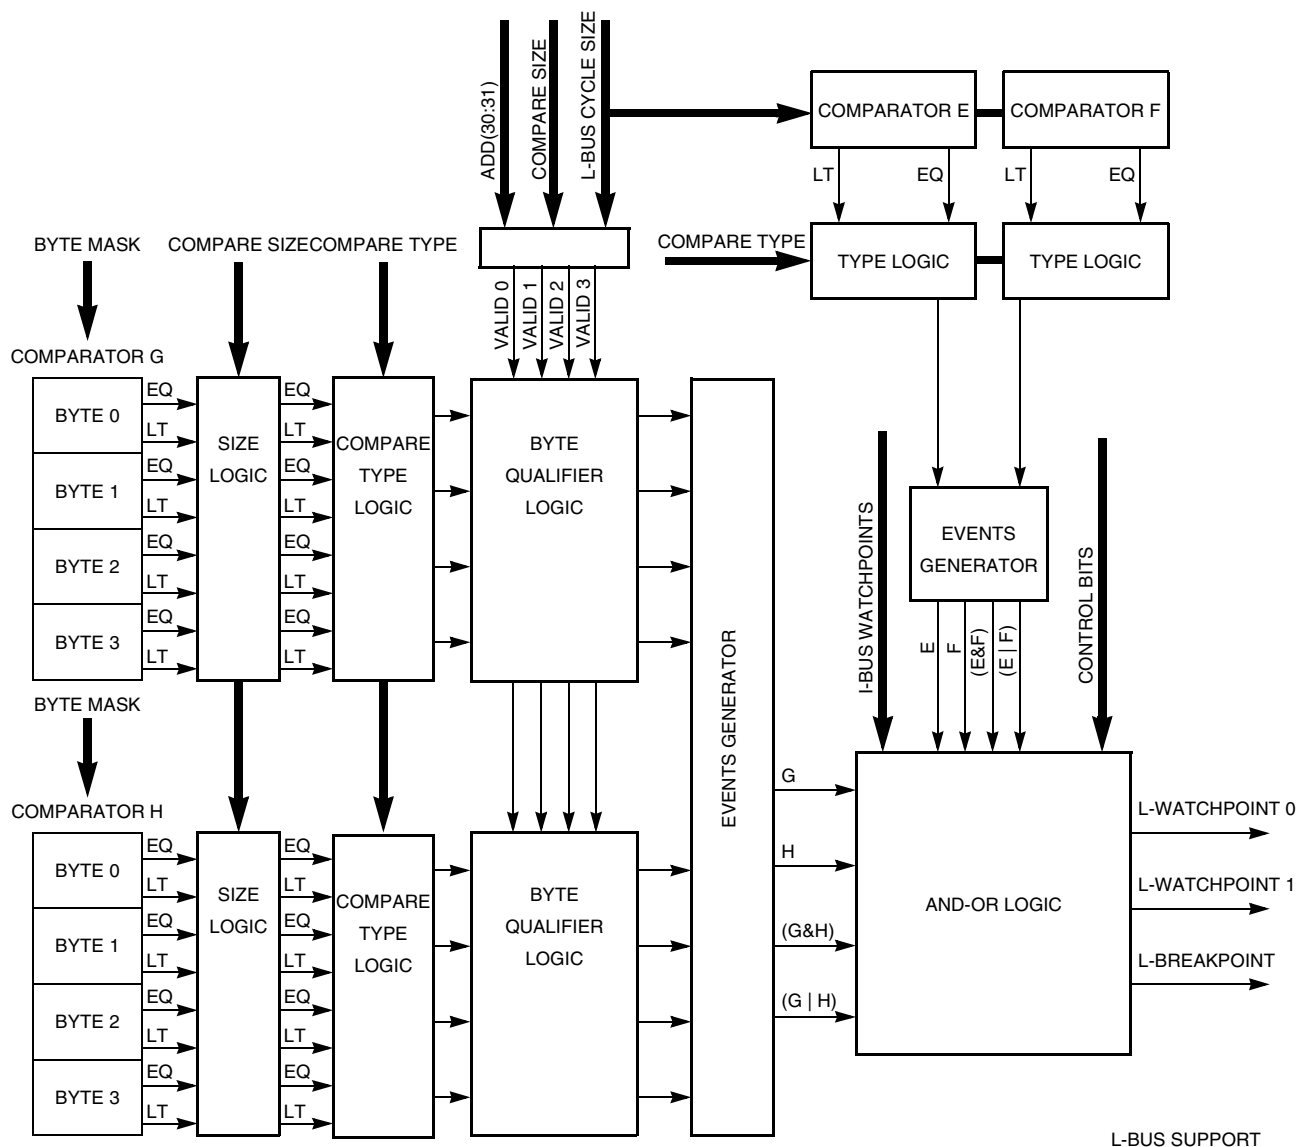 ADD(30:31)
COMPARE SIZE
L-BUS CYCLE SIZE
COMPARATOR E
COMPARATOR F
LT
EQ
LT
EQ
BYTE MASK
COMPARE SIZE
COMPARE TYPE
COMPARE TYPE
TYPE LOGIC
TYPE LOGIC
VALID 0
VALID 1
VALID 2
VALID 3
COMPARATOR G
BYTE 0
BYTE 1
BYTE 2
BYTE 3
EQ
LT
EQ
LT
EQ
LT
EQ
LT
SIZE
LOGIC
EQ
LT
EQ
LT
EQ
LT
EQ
LT
COMPARE
TYPE
LOGIC
BYTE
QUALIFIER
LOGIC
EVENTS GENERATOR
I-BUS WATCHPOINTS
EVENTS
GENERATOR
CONTROL BITS
E
F
(E&F)
(E | F)
BYTE MASK
COMPARATOR H
BYTE 0
BYTE 1
BYTE 2
BYTE 3
EQ
LT
EQ
LT
EQ
LT
EQ
LT
SIZE
LOGIC
EQ
LT
EQ
LT
EQ
LT
EQ
LT
COMPARE
TYPE
LOGIC
BYTE
QUALIFIER
LOGIC
G
H
(G&H)
(G | H)
AND-OR LOGIC
L-WATCHPOINT 0
L-WATCHPOINT 1
L-BREAKPOINT
L-BUS SUPPORT